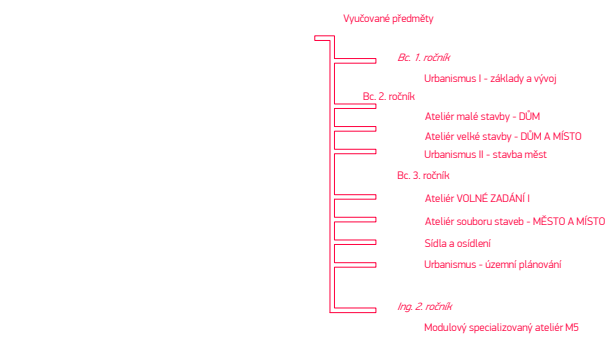 Vyučované předměty
Bc. 1. ročník
Urbanismus I - základy a vývoj
Bc. 2. ročník
Ateliér malé stavby - DŮM
Ateliér velké stavby - DŮM A MÍSTO
Urbanismus II - stavba měst
Bc. 3. ročník
Ateliér VOLNÉ ZADÁNÍ I
Ateliér souboru staveb - MĚSTO A MÍSTO
Sídla a osídlení
Urbanismus - územní plánování
Ing. 2. ročník
Modulový specializovaný ateliér M5